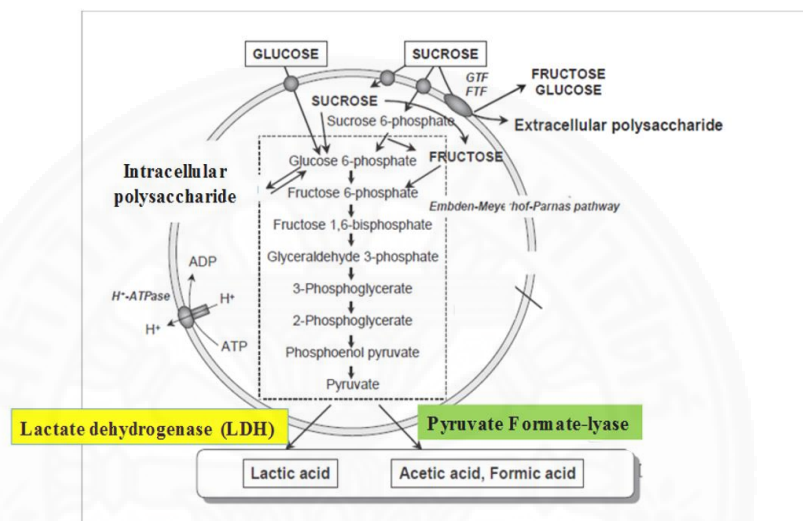 GLUCOSE
SUCROSE
GTF
FTF
FRUCTOSE
GLUCOSE
SUCROSE
Sucrose 6-phosphate
Extracellular polysaccharide
Intracellular
polysaccharide
Glucose 6-phosphate
FRUCTOSE
Fructose 6-phosphate
Embden-Meyerhof-Parnas pathway
Fructose 1,6-bisphosphate
Glyceraldehyde 3-phosphate
ADP
3-Phosphoglycerate
H⁺-ATPase
H⁺
2-Phosphoglycerate
H⁺
ATP
Phosphoenol pyruvate
Pyruvate
Lactate dehydrogenase (LDH)
Pyruvate Formate-lyase
Lactic acid
Acetic acid, Formic acid